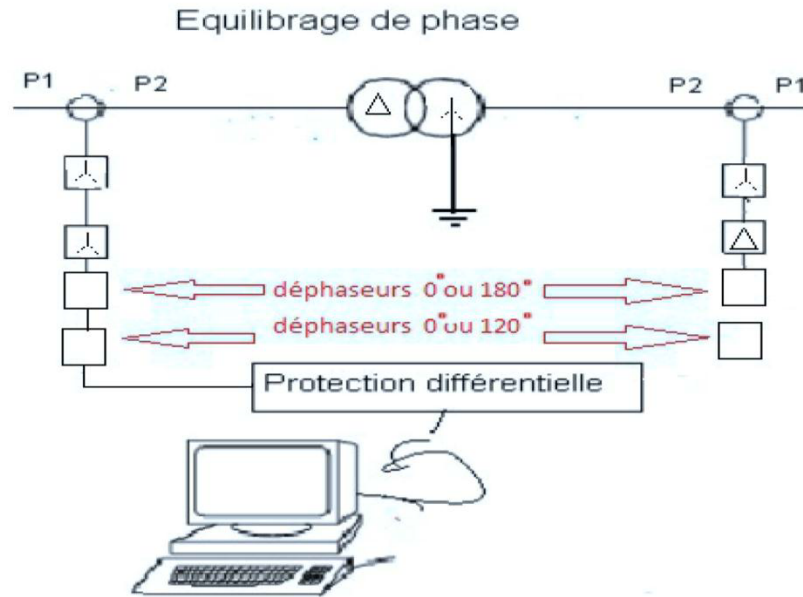 Equilibrage de phase
P1
P2
P2
P1
déphaseurs 0° ou 180°
déphaseurs 0° ou 120°
Protection différentielle